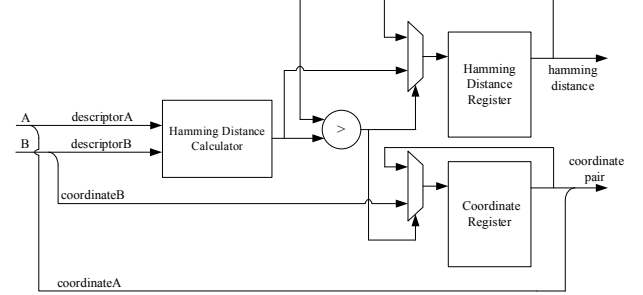 Hamming
Distance
Register
hamming
distance
A
descriptorA
Hamming Distance
Calculator
>
B
descriptorB
coordinate
pair
coordinateB
Coordinate
Register
coordinateA